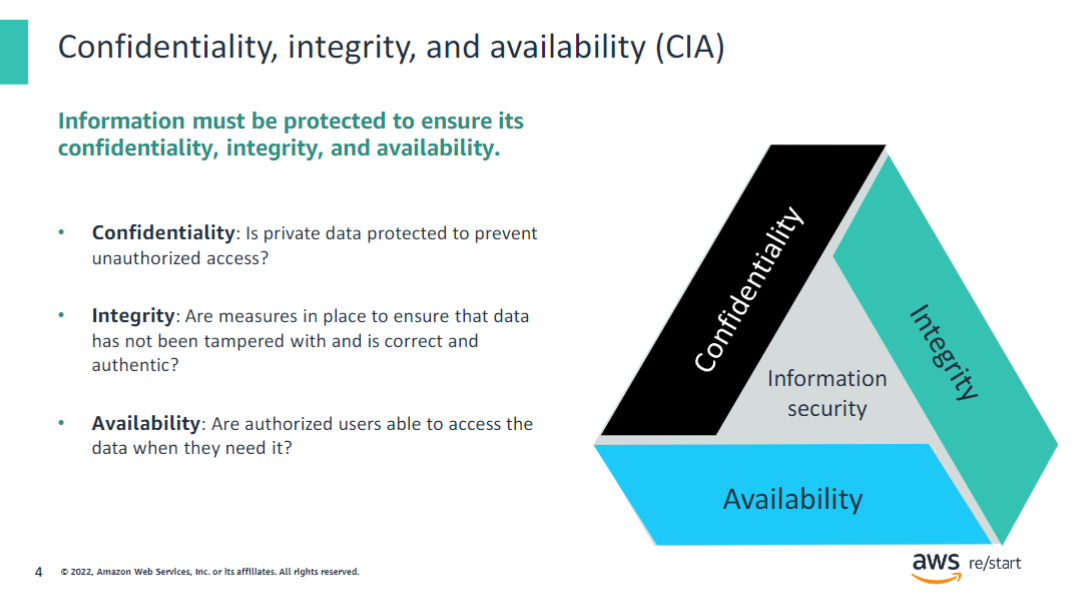 Confidentiality, integrity, and availability (CIA)
Information must be protected to ensure its
confidentiality, integrity, and availability.
• Confidentiality: Is private data protected to prevent
unauthorized access?
• Integrity: Are measures in place to ensure that data
has not been tampered with and is correct and
authentic?
• Availability: Are authorized users able to access the
data when they need it?
Confidentiality
Integrity
Information
security
Availability
4 © 2022, Amazon Web Services, Inc. or its affiliates. All rights reserved.
aws re/start